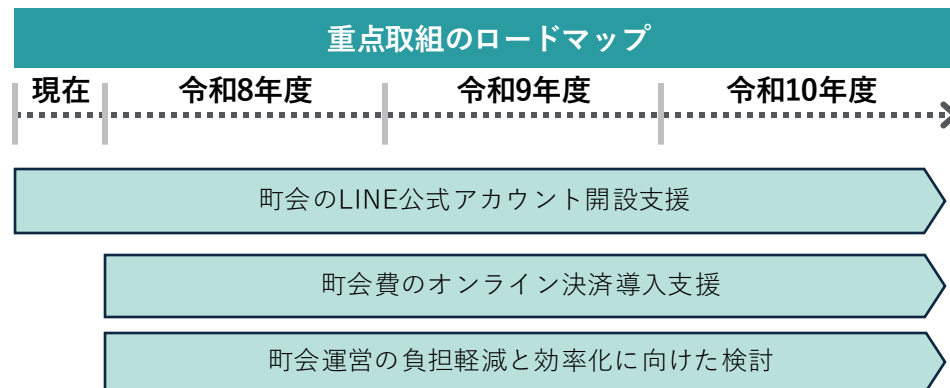 重点取組のロードマップ
現在 令和8年度 令和9年度 令和10年度
町会のLINE公式アカウント開設支援
町会費のオンライン決済導入支援
町会運営の負担軽減と効率化に向けた検討